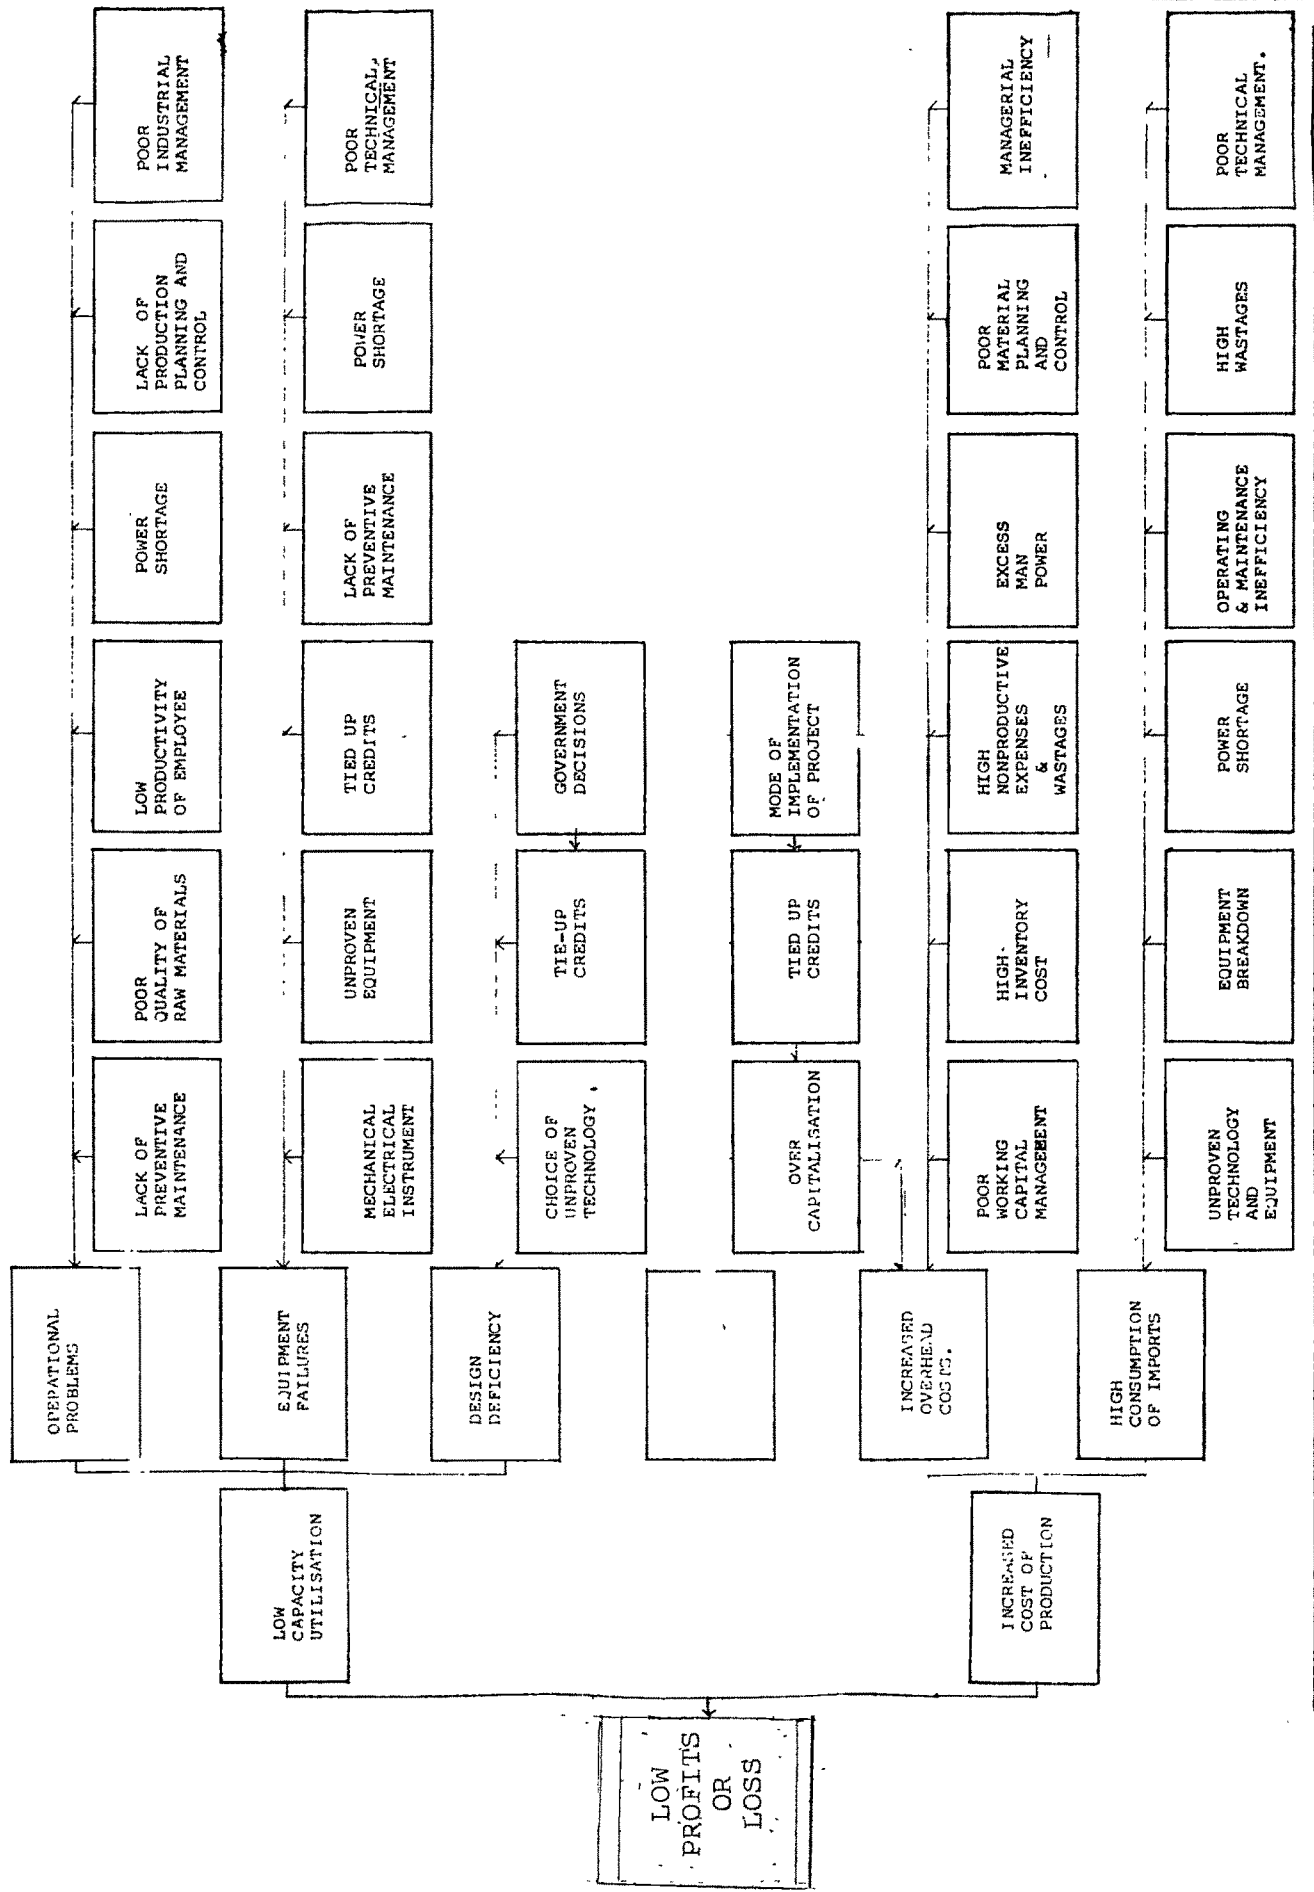 LOW
PROFITS
OR
LOSS
LOW
CAPACITY
UTILISATION
INCREASED
COST OF
PRODUCTION
OPERATIONAL
PROBLEMS
EQUIPMENT
FAILURES
DESIGN
DEFICIENCY
INCREASED
OVERHEAD
COSTS.
HIGH
CONSUMPTION
OF IMPORTS
LACK OF
PREVENTIVE
MAINTENANCE
POOR
QUALITY OF
RAW MATERIALS
LOW
PRODUCTIVITY
OF EMPLOYEE
POWER
SHORTAGE
LACK OF
PRODUCTION
PLANNING AND
CONTROL
POOR
INDUSTRIAL
MANAGEMENT
MECHANICAL
ELECTRICAL
INSTRUMENT
UNPROVEN
EQUIPMENT
TIED UP
CREDITS
LACK OF
PREVENTIVE
MAINTENANCE
POWER
SHORTAGE
POOR
TECHNICAL,
MANAGEMENT
CHOICE OF
UNPROVEN
TECHNOLOGY.
TIE-UP
CREDITS
GOVERNMENT
DECISIONS
OVER
CAPITALISATION
TIED UP
CREDITS
MODE OF
IMPLEMENTATION
OF PROJECT
POOR
WORKING
CAPITAL
MANAGEMENT
HIGH-
INVENTORY
COST
HIGH
NONPRODUCTIVE
EXPENSES
&
WASTAGES
EXCESS
MAN
POWER
POOR
MATERIAL
PLANNING
AND
CONTROL
MANAGERIAL
INEFFICIENCY
UNPROVEN
TECHNOLOGY
AND
EQUIPMENT
EQUIPMENT
BREAKDOWN
POWER
SHORTAGE
OPERATING
& MAINTENANCE
INEFFICIENCY
HIGH
WASTAGES
POOR
TECHNICAL
MANAGEMENT.